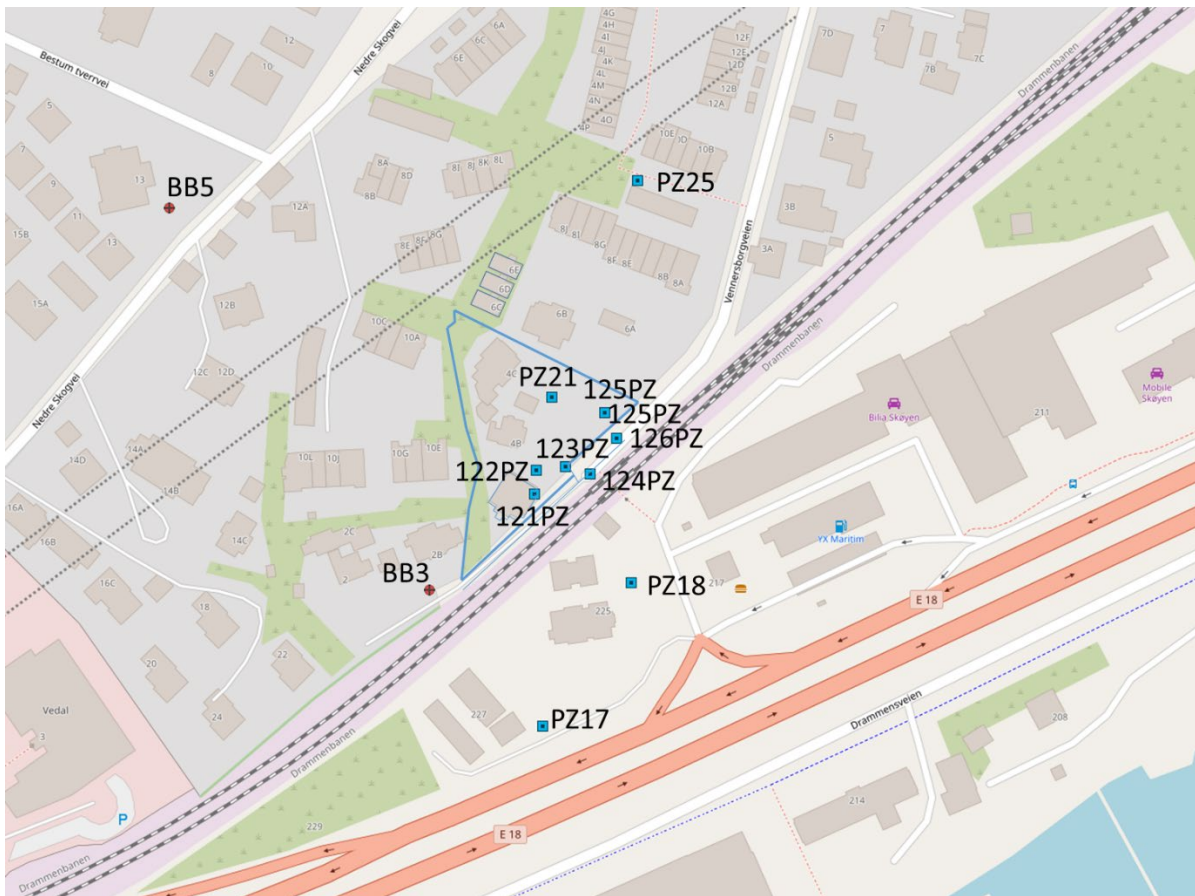 Bestum tverrvei
Nedre Skogvei
12
10
8
6A
6C
6E
4G
4H
4I
4J
4K
4L
4M
4N
4O
4P
12F
12E
12D
12B
12A
7D
7
7B
7C
Drammenbanen
5
5
7
9
11
13
13
15B
15A
BB5
12A
8A
8B
8D
8I
8J
8K
8L
10E
10B
PZ25
3B
3A
5
Vennersborgveien
8E
8G
8J
8I
8G
8F
8E
8B
8A
6E
6D
6C
6B
6A
12B
12C
12D
10C
10A
Drammenbanen
Nedre Skogvei
4C
PZ21
125PZ
125PZ
126PZ
4B
123PZ
122PZ
124PZ
121PZ
Bilia Skøyen
211
Mobile
Skøyen
14A
14D
14B
14C
10L
10J
10G
10E
16A
16B
16C
18
20
22
24
2C
2
2B
BB3
YX Maritim
217
225
PZ18
E 18
Vedal
3
P
227
PZ17
Drammenbanen
229
E 18
Drammensveien
208
214
Drammenbanen